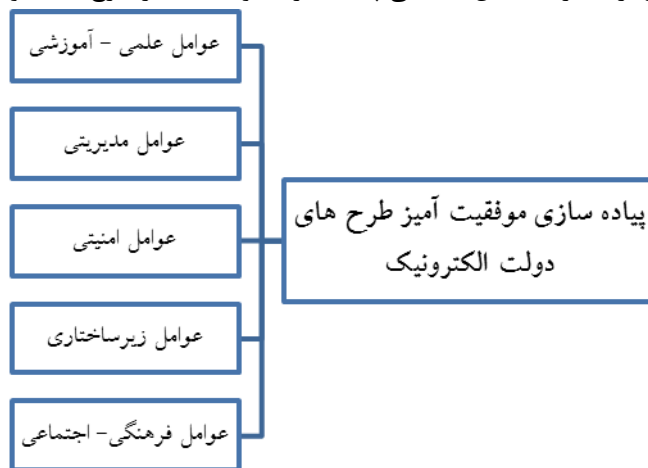 عوامل علمی - آموزشی
عوامل مدیریتی
عوامل امنیتی
عوامل زیرساختاری
عوامل فرهنگی- اجتماعی
پیاده سازی موفقیت آمیز طرح های
دولت الکترونیک